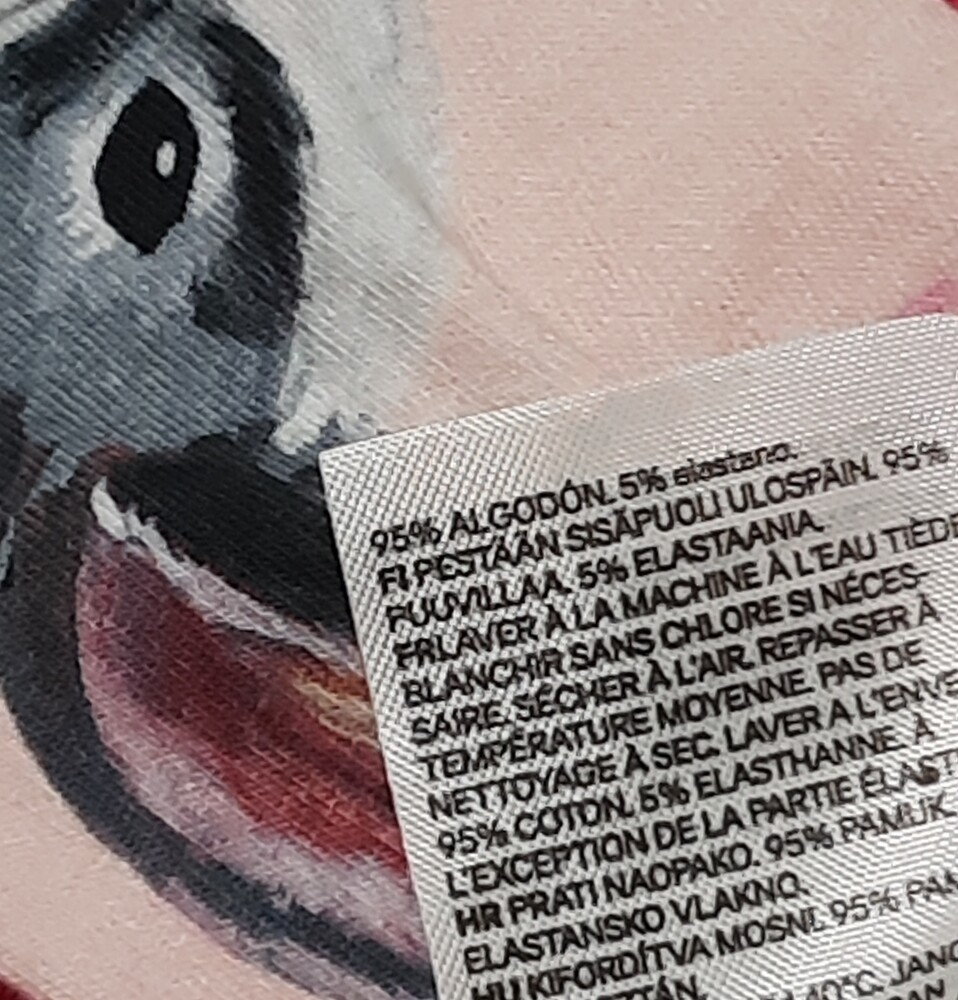 95% ALGODÓN. 5% elastano.
FI PESTÄÄN SISÄPUOLI ULOSPÄIN. 95%
PUUVILLAA. 5% ELASTAANIA.
FR LAVER À LA MACHINE À L'EAU TIÈDE
BLANCHIR SANS CHLORE SI NÉCES-
SAIRE. SÉCHER À L'AIR. REPASSER À
TEMPÉRATURE MOYENNE. PAS DE
NETTOYAGE À SEC. LAVER A L'ENVE
95% COTON. 5% ELASTHANNE. À
L'EXCEPTION DE LA PARTIE ÉLAST
HR PRATI NAOPAKO. 95% PAMUK.
ELASTANSKO VLAKNO.
HU KIFORDÍTVA MOSNI. 95% PAM
40°C. JANG